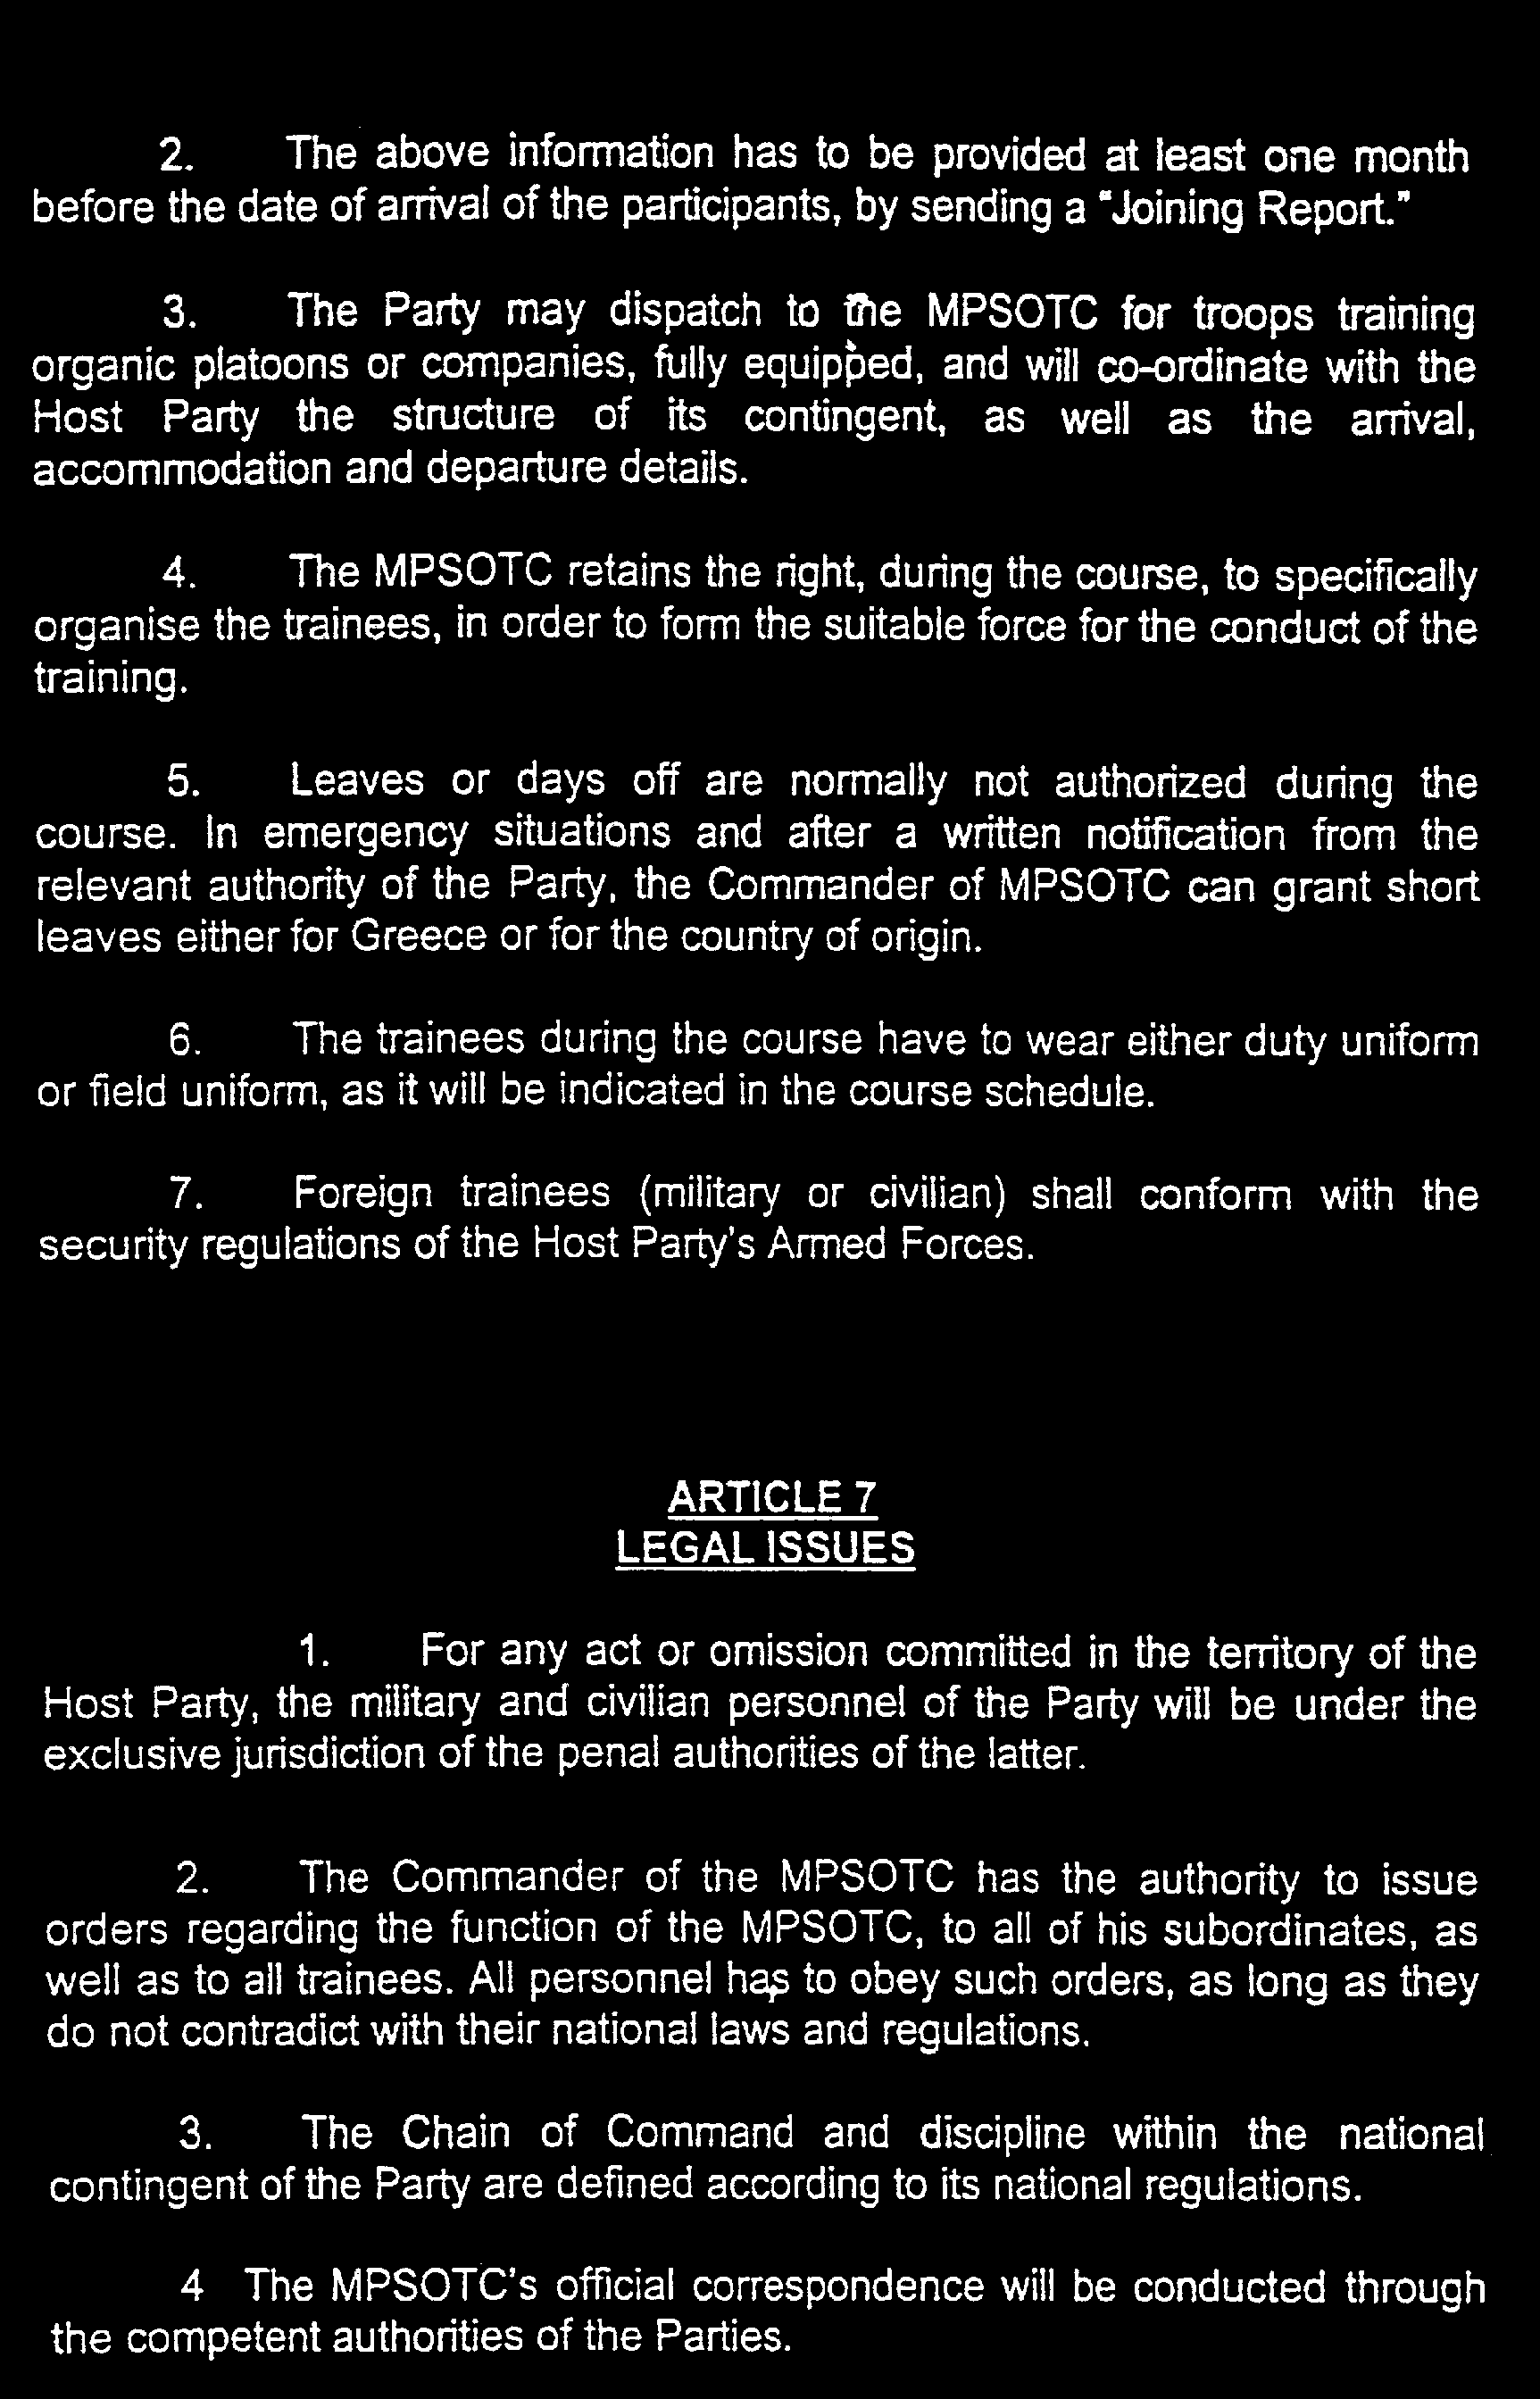 2. The above information has to be provided at least one month
before the date of arrival of the participants, by sending a "Joining Report."
3. The Party may dispatch to the MPSOTC for troops training
organic platoons or companies, fully equipped, and will co-ordinate with the
Host Party the structure of its contingent, as well as the arrival,
accommodation and departure details.
4. The MPSOTC retains the right, during the course, to specifically
organise the trainees, in order to form the suitable force for the conduct of the
training.
5. Leaves or days off are normally not authorized during the
course. In emergency situations and after a written notification from the
relevant authority of the Party, the Commander of MPSOTC can grant short
leaves either for Greece or for the country of origin.
6. The trainees during the course have to wear either duty uniform
or field uniform, as it will be indicated in the course schedule.
7. Foreign trainees (military or civilian) shall conform with the
security regulations of the Host Party's Armed Forces.
ARTICLE 7
LEGAL ISSUES
1. For any act or omission committed in the territory of the
Host Party, the military and civilian personnel of the Party will be under the
exclusive jurisdiction of the penal authorities of the latter.
2. The Commander of the MPSOTC has the authority to issue
orders regarding the function of the MPSOTC, to all of his subordinates, as
well as to all trainees. All personnel has to obey such orders, as long as they
do not contradict with their national laws and regulations.
3. The Chain of Command and discipline within the national
contingent of the Party are defined according to its national regulations.
4 The MPSOTC's official correspondence will be conducted through
the competent authorities of the Parties.